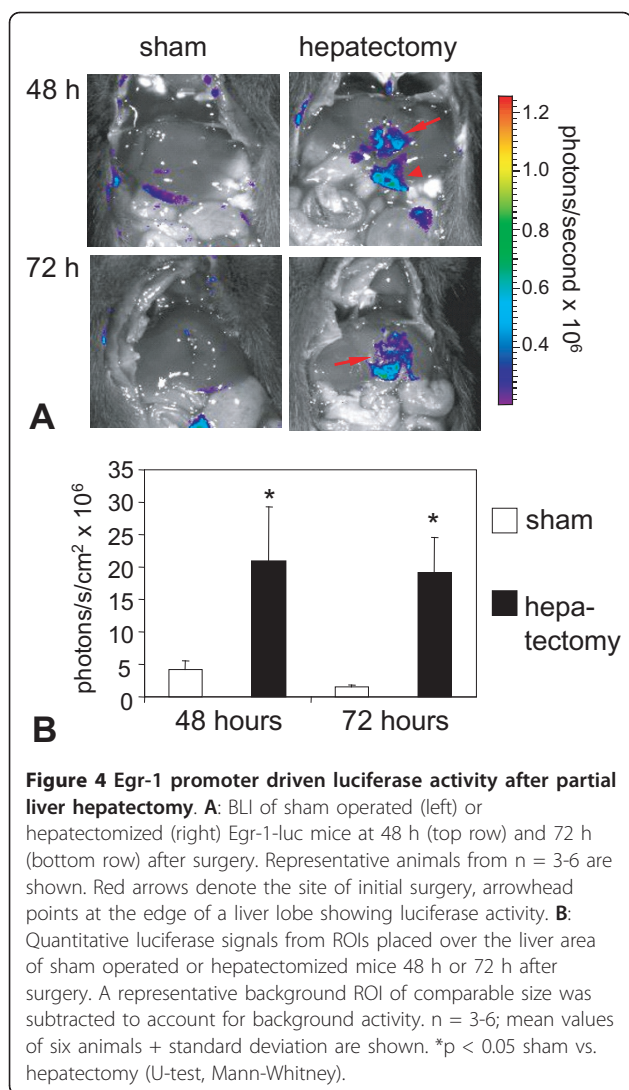 sham hepatectomy
48 h
72 h
1.2
1.0
0.8
0.6
0.4
photons/second x 10⁶
A
35
30
25
20
15
10
5
0
photons/s/cm² x 10⁶
*
*
48 hours 72 hours
sham
hepa-
tectomy
B
Figure 4 Egr-1 promoter driven luciferase activity after partial
liver hepatectomy. A: BLI of sham operated (left) or
hepatectomized (right) Egr-1-luc mice at 48 h (top row) and 72 h
(bottom row) after surgery. Representative animals from n = 3-6 are
shown. Red arrows denote the site of initial surgery, arrowhead
points at the edge of a liver lobe showing luciferase activity. B:
Quantitative luciferase signals from ROIs placed over the liver area
of sham operated or hepatectomized mice 48 h or 72 h after
surgery. A representative background ROI of comparable size was
subtracted to account for background activity. n = 3-6; mean values
of six animals + standard deviation are shown. *p < 0.05 sham vs.
hepatectomy (U-test, Mann-Whitney).